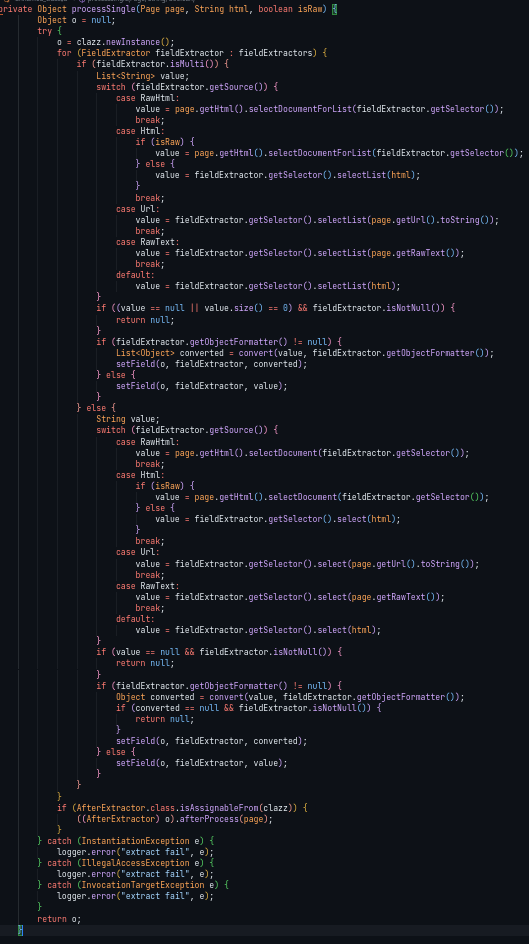 private Object processSingle(Page page, String html, boolean isRaw) {
Object o = null;
try {
o = clazz.newInstance();
for (FieldExtractor fieldExtractor : fieldExtractors) {
if (fieldExtractor.isMulti()) {
List<String> value;
switch (fieldExtractor.getSource()) {
case RawHtml:
value = page.getHtml().selectDocumentForList(fieldExtractor.getSelector());
break;
case Html:
if (isRaw) {
value = page.getHtml().selectDocumentForList(fieldExtractor.getSelector());
} else {
value = fieldExtractor.getSelector().selectList(html);
}
break;
case Url:
value = fieldExtractor.getSelector().selectList(page.getUrl().toString());
break;
case RawText:
value = fieldExtractor.getSelector().selectList(page.getRawText());
break;
default:
value = fieldExtractor.getSelector().selectList(html);
}
if ((value == null || value.size() == 0) && fieldExtractor.isNotNull()) {
return null;
}
if (fieldExtractor.getObjectFormatter() != null) {
List<Object> converted = convert(value, fieldExtractor.getObjectFormatter());
setField(o, fieldExtractor, converted);
} else {
setField(o, fieldExtractor, value);
}
} else {
String value;
switch (fieldExtractor.getSource()) {
case RawHtml:
value = page.getHtml().selectDocument(fieldExtractor.getSelector());
break;
case Html:
if (isRaw) {
value = page.getHtml().selectDocument(fieldExtractor.getSelector());
} else {
value = fieldExtractor.getSelector().select(html);
}
break;
case Url:
value = fieldExtractor.getSelector().select(page.getUrl().toString());
break;
case RawText:
value = fieldExtractor.getSelector().select(page.getRawText());
break;
default:
value = fieldExtractor.getSelector().select(html);
}
if (value == null && fieldExtractor.isNotNull()) {
return null;
}
if (fieldExtractor.getObjectFormatter() != null) {
Object converted = convert(value, fieldExtractor.getObjectFormatter());
if (converted == null && fieldExtractor.isNotNull()) {
return null;
}
setField(o, fieldExtractor, converted);
} else {
setField(o, fieldExtractor, value);
}
}
}
if (AfterExtractor.class.isAssignableFrom(clazz)) {
((AfterExtractor) o).afterProcess(page);
}
} catch (InstantiationException e) {
logger.error("extract fail", e);
} catch (IllegalAccessException e) {
logger.error("extract fail", e);
} catch (InvocationTargetException e) {
logger.error("extract fail", e);
}
return o;
}